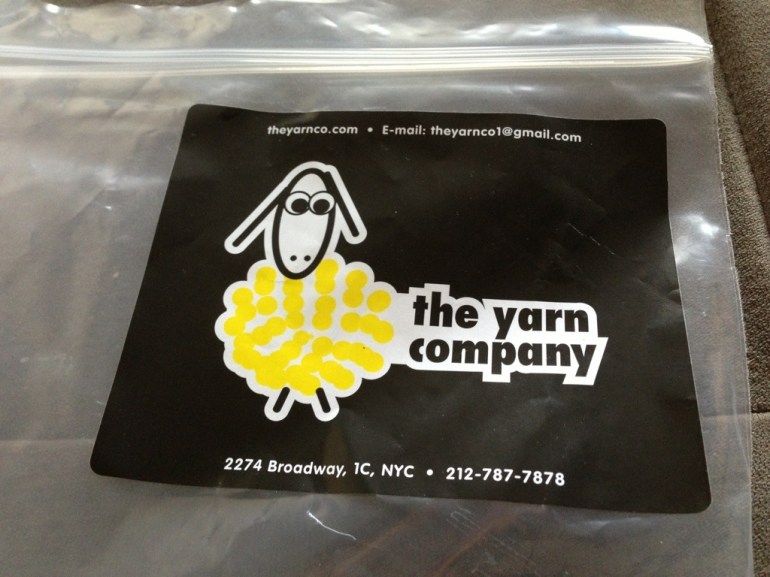 theyarnco.com • E-mail: theyarnco1@gmail.com
the yarn
company
2274 Broadway, 1C, NYC • 212-787-7878